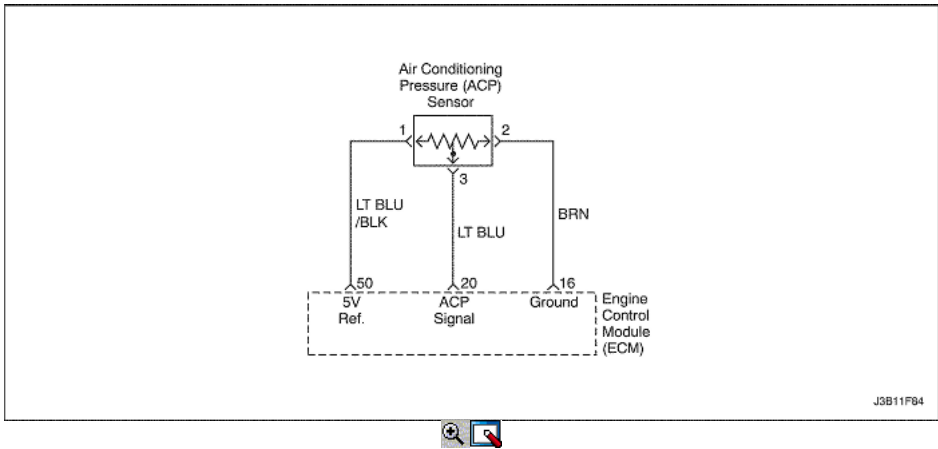 Air Conditioning
Pressure (ACP)
Sensor
1
2
3
LT BLU
/BLK
LT BLU
BRN
50
20
16
5V
Ref.
ACP
Signal
Ground
Engine
Control
Module
(ECM)
J3B11F84